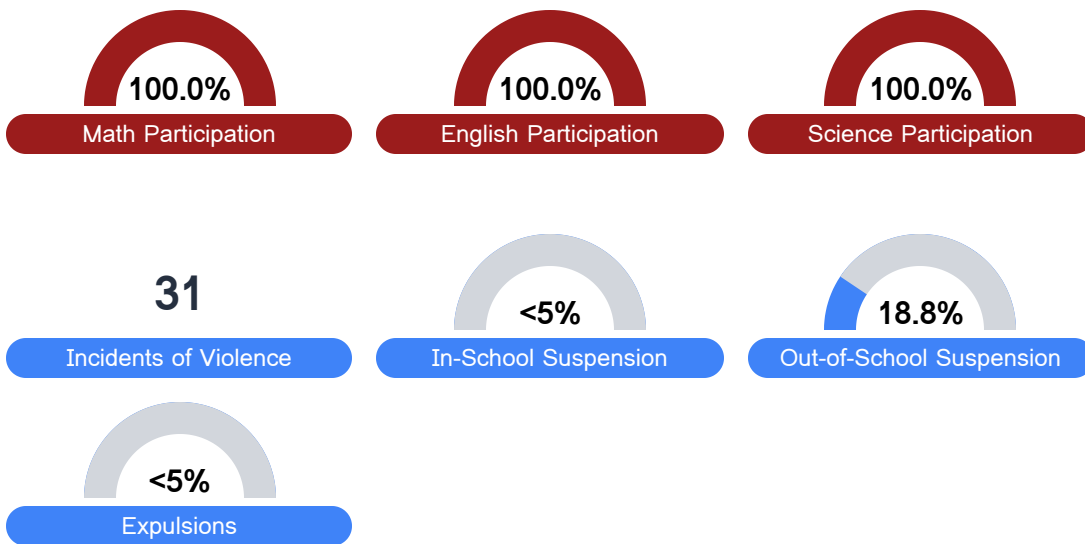 100.0%
Math Participation
100.0%
English Participation
100.0%
Science Participation
31
Incidents of Violence
<5%
In-School Suspension
18.8%
Out-of-School Suspension
<5%
Expulsions